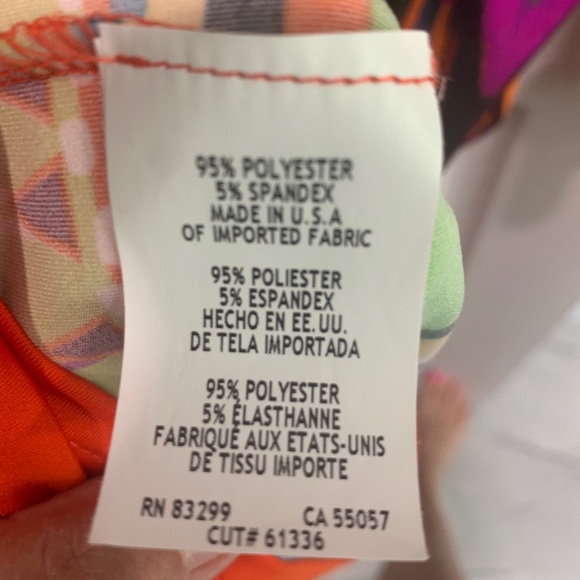 95% POLYESTER
5% SPANDEX
MADE IN U.S.A
OF IMPORTED FABRIC
95% POLIESTER
5% ESPANDEX
HECHO EN EE.UU.
DE TELA IMPORTADA
95% POLYESTER
5% ÉLASTHANNE
FABRIQUÉ AUX ETATS-UNIS
DE TISSU IMPORTE
RN 83299 CA 55057
CUT# 61336